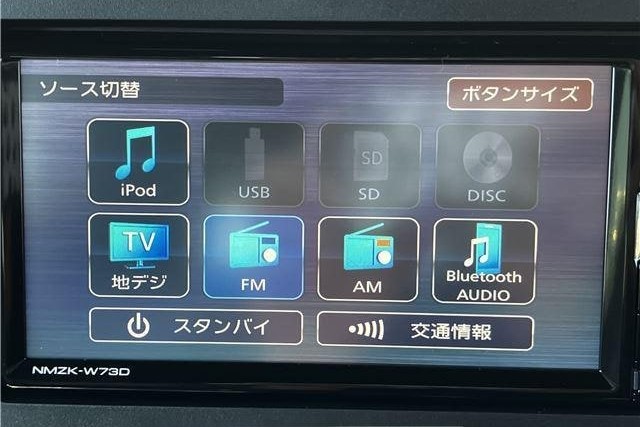 ソース切替
ボタンサイズ
iPod
USB
SD
SD
DISC
TV
地デジ
FM
AM
Bluetooth
AUDIO
スタンバイ
交通情報
NMZK-W73D